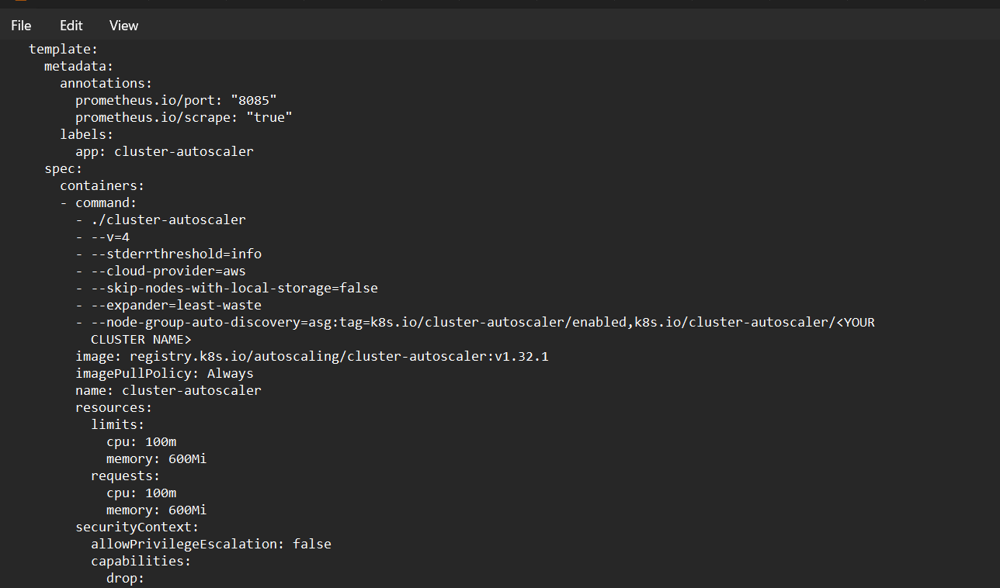 File Edit View
template:
metadata:
annotations:
prometheus.io/port: "8085"
prometheus.io/scrape: "true"
labels:
app: cluster-autoscaler
spec:
containers:
- command:
- ./cluster-autoscaler
- --v=4
- --stderrthreshold=info
- --cloud-provider=aws
- --skip-nodes-with-local-storage=false
- --expander=least-waste
- --node-group-auto-discovery=asg:tag=k8s.io/cluster-autoscaler/enabled,k8s.io/cluster-autoscaler/<YOUR
CLUSTER NAME>
image: registry.k8s.io/autoscaling/cluster-autoscaler:v1.32.1
imagePullPolicy: Always
name: cluster-autoscaler
resources:
limits:
cpu: 100m
memory: 600Mi
requests:
cpu: 100m
memory: 600Mi
securityContext:
allowPrivilegeEscalation: false
capabilities:
drop: